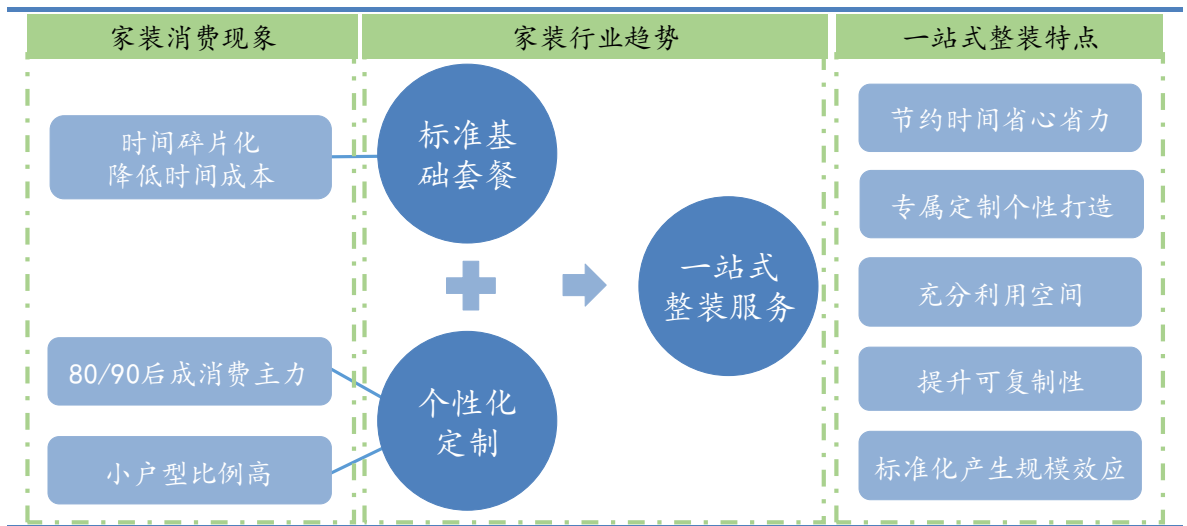 家装消费现象
家装行业趋势
一站式整装特点
时间碎片化
降低时间成本
80/90后成消费主力
小户型比例高
标准基
础套餐
个性化
定制
一站式
整装服务
节约时间省心省力
专属定制个性打造
充分利用空间
提升可复制性
标准化产生规模效应